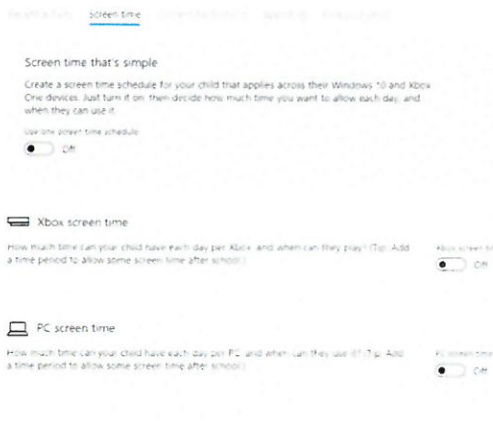 Screen time
Screen time that's simple
Create a screen time schedule for your child that applies across their Windows 10 and Xbox
One devices. Just turn it on, then decide how much time you want to allow each day, and
when they can use it.
Use one screen time schedule
Off
Xbox screen time
How much time can your child have each day per Xbox, and when can they play? (Tip: Add
a time period to allow some screen time after school.)
Xbox screen
Off
PC screen time
How much time can your child have each day per PC, and when can they use it? (Tip: Add
a time period to allow some screen time after school.)
PC screen time
Off